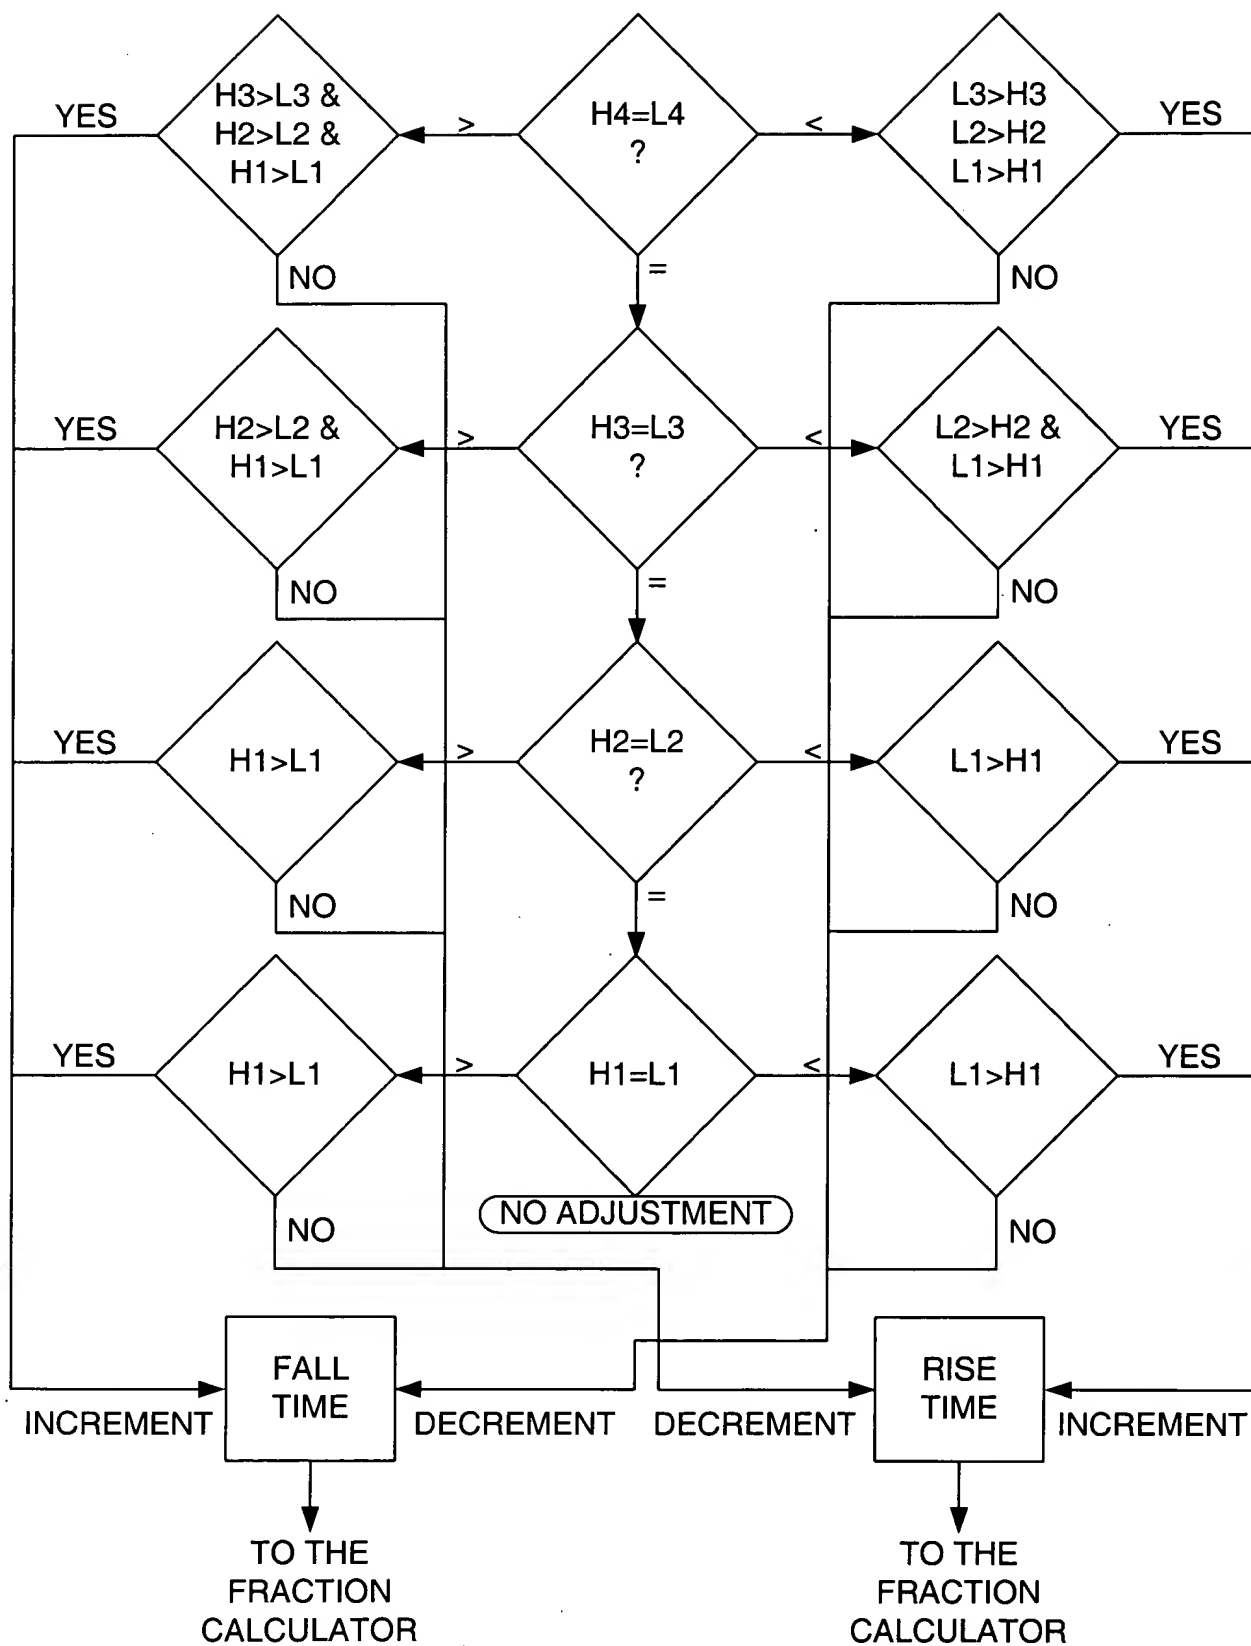 H3>L3 &
H2>L2 &
H1>L1
YES
>
H4=L4
?
<
L3>H3
L2>H2
L1>H1
YES
NO
=
NO
H2>L2 &
H1>L1
YES
>
H3=L3
?
<
L2>H2 &
L1>H1
YES
NO
=
NO
YES
H1>L1
>
H2=L2
?
<
L1>H1
YES
NO
=
NO
YES
H1>L1
>
H1=L1
<
L1>H1
YES
NO
NO ADJUSTMENT
NO
FALL
TIME
RISE
TIME
INCREMENT
DECREMENT
DECREMENT
INCREMENT
TO THE
FRACTION
CALCULATOR
TO THE
FRACTION
CALCULATOR